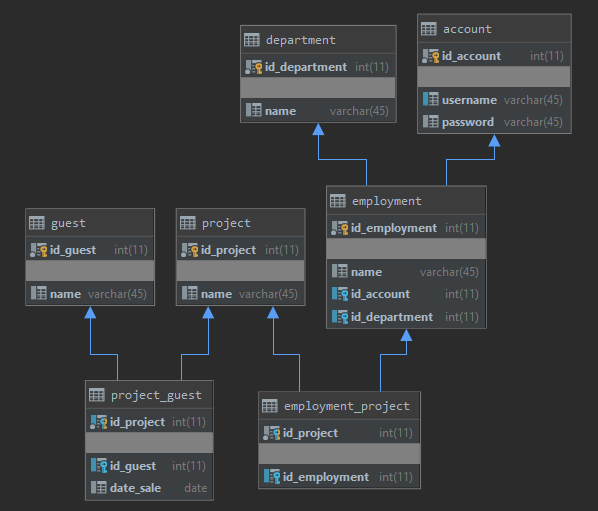 department
id_department int(11)
name varchar(45)
account
id_account int(11)
username varchar(45)
password varchar(45)
employment
id_employment int(11)
name varchar(45)
id_account int(11)
id_department int(11)
guest
id_guest int(11)
name varchar(45)
project
id_project int(11)
name varchar(45)
project_guest
id_project int(11)
id_guest int(11)
date_sale date
employment_project
id_project int(11)
id_employment int(11)